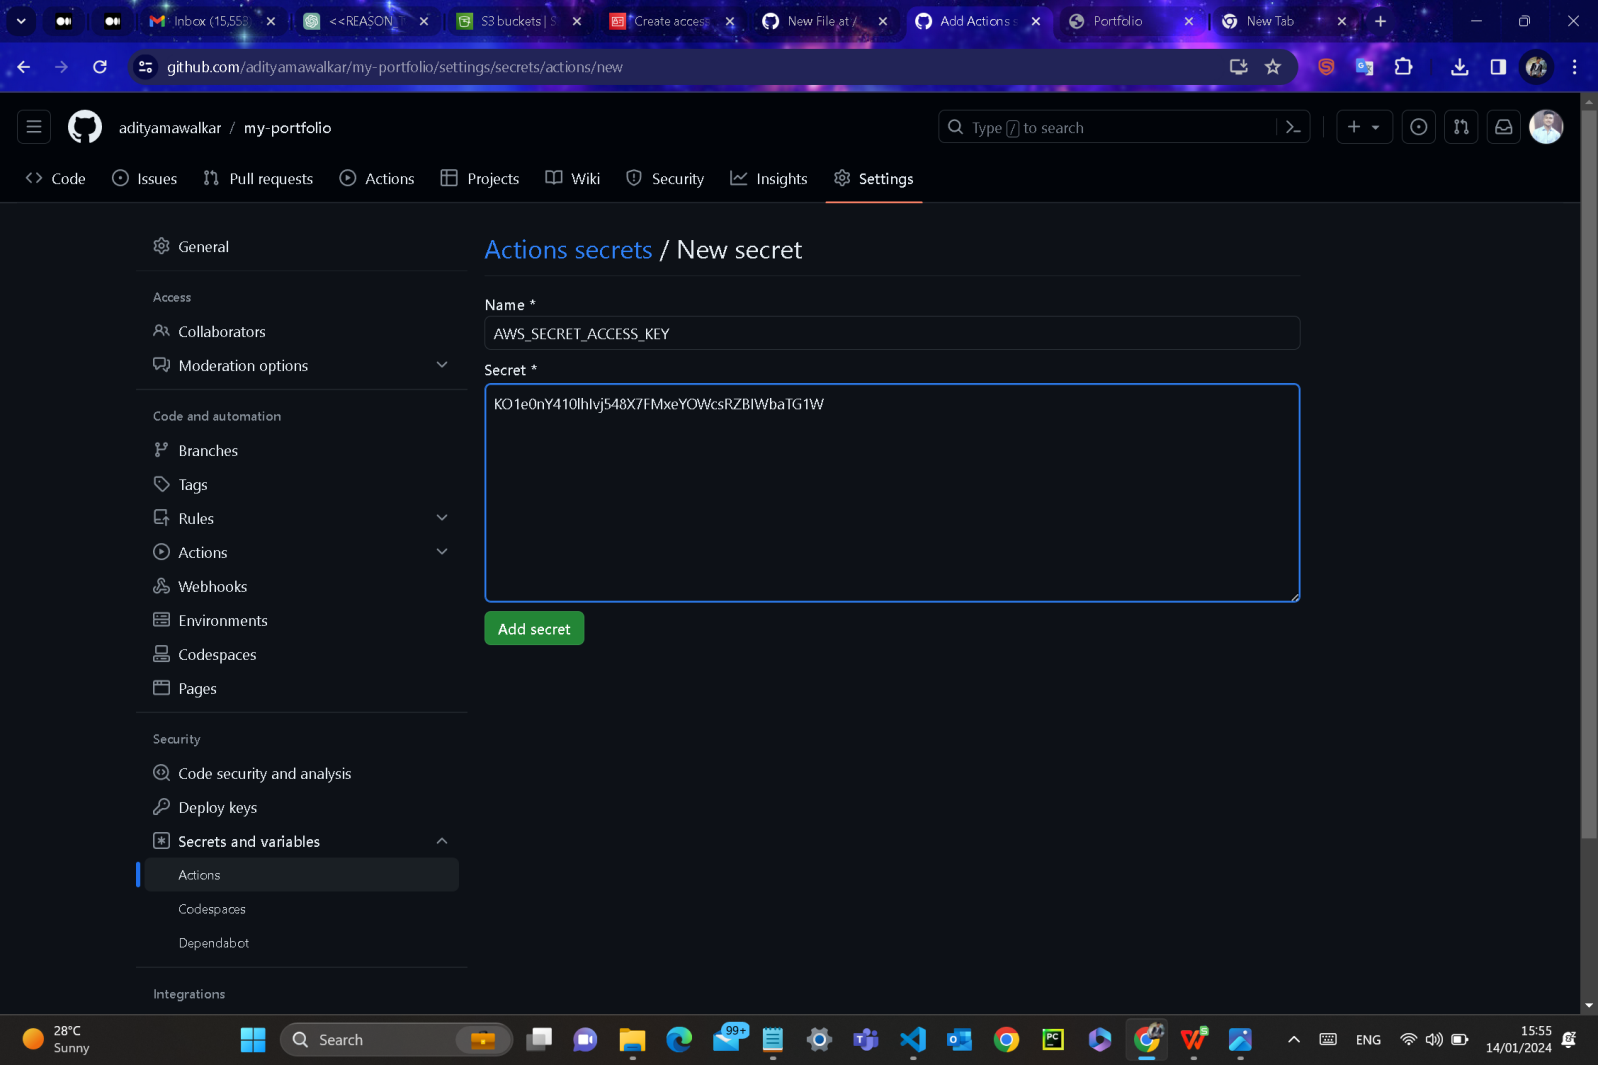 Inbox (15,553
<<REASON T
S3 buckets | S
Create access
New File at /
Add Actions s
Portfolio
New Tab
github.com/adityamawalkar/my-portfolio/settings/secrets/actions/new
adityamawalkar / my-portfolio
Type / to search
Code
Issues
Pull requests
Actions
Projects
Wiki
Security
Insights
Settings
General
Access
Collaborators
Moderation options
Code and automation
Branches
Tags
Rules
Actions
Webhooks
Environments
Codespaces
Pages
Security
Code security and analysis
Deploy keys
Secrets and variables
Actions
Codespaces
Dependabot
Integrations
Actions secrets / New secret
Name *
AWS_SECRET_ACCESS_KEY
Secret *
Add secret
28°C
Sunny
Search
99+
PC
ENG
15:55
14/01/2024